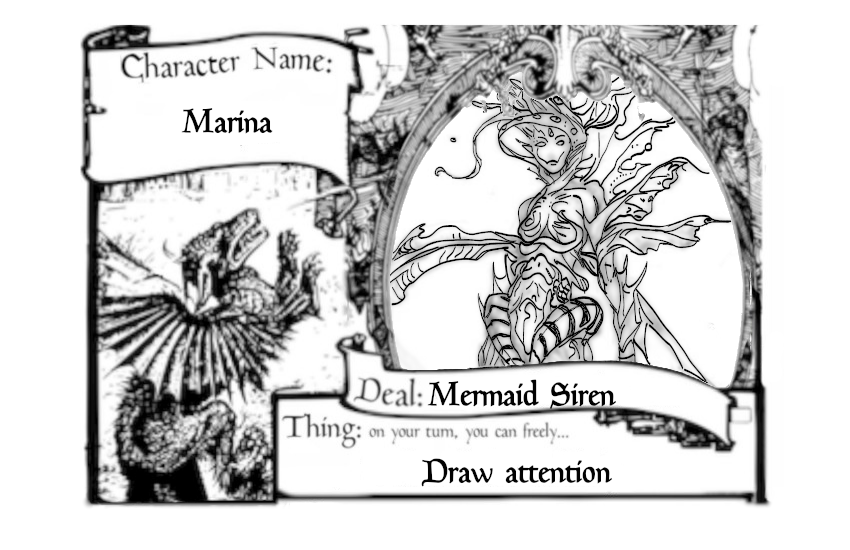 Character Name:
Marina
Deal: Mermaid Siren
Thing: on your turn, you can freely...
Draw attention